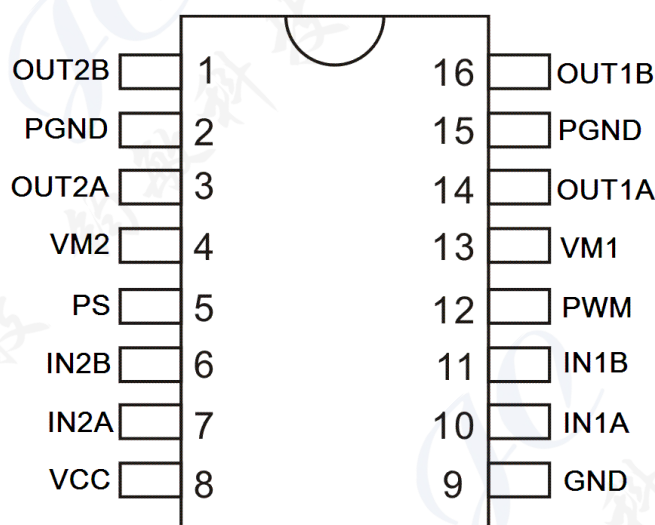 OUT2B 1 16 OUT1B
PGND 2 15 PGND
OUT2A 3 14 OUT1A
VM2 4 13 VM1
PS 5 12 PWM
IN2B 6 11 IN1B
IN2A 7 10 IN1A
VCC 8 9 GND